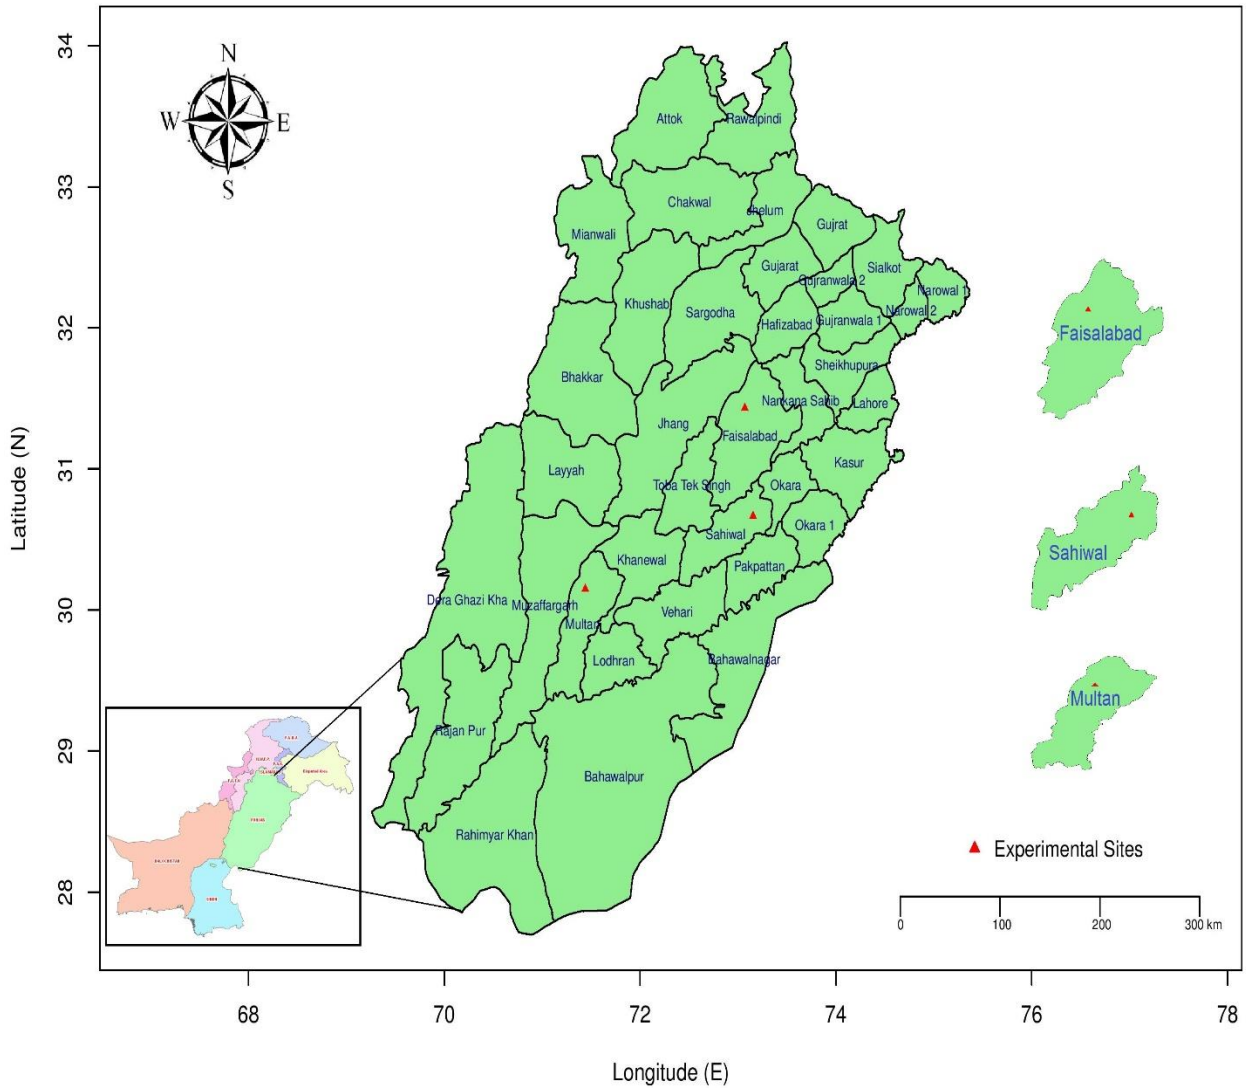 34
33
32
31
30
29
28
Latitude (N)
N
W
E
S
Attok
Rawalpindi
Chakwal
Jhelum
Mianwali
Gujrat
Gujarat
Sialkot
Gujranwala 2
Narowal 1
Khushab
Sargodha
Narowal 2
Hafizabad
Gujranwala 1
Sheikhupura
Bhakkar
Nankana Sahib
Lahore
Jhang
Faisalabad
Kasur
Layyah
Toba Tek Singh
Okara
Okara 1
Sahiwal
Khanewal
Pakpattan
Dera Ghazi Kha
Muzaffargarh
Vehari
Multan
Lodhran
Bahawalnagar
Rajan Pur
Bahawalpur
Rahimyar Khan
Faisalabad
Sahiwal
Multan
Experimental Sites
0
100
200
300 km
68
70
72
74
76
78
Longitude (E)